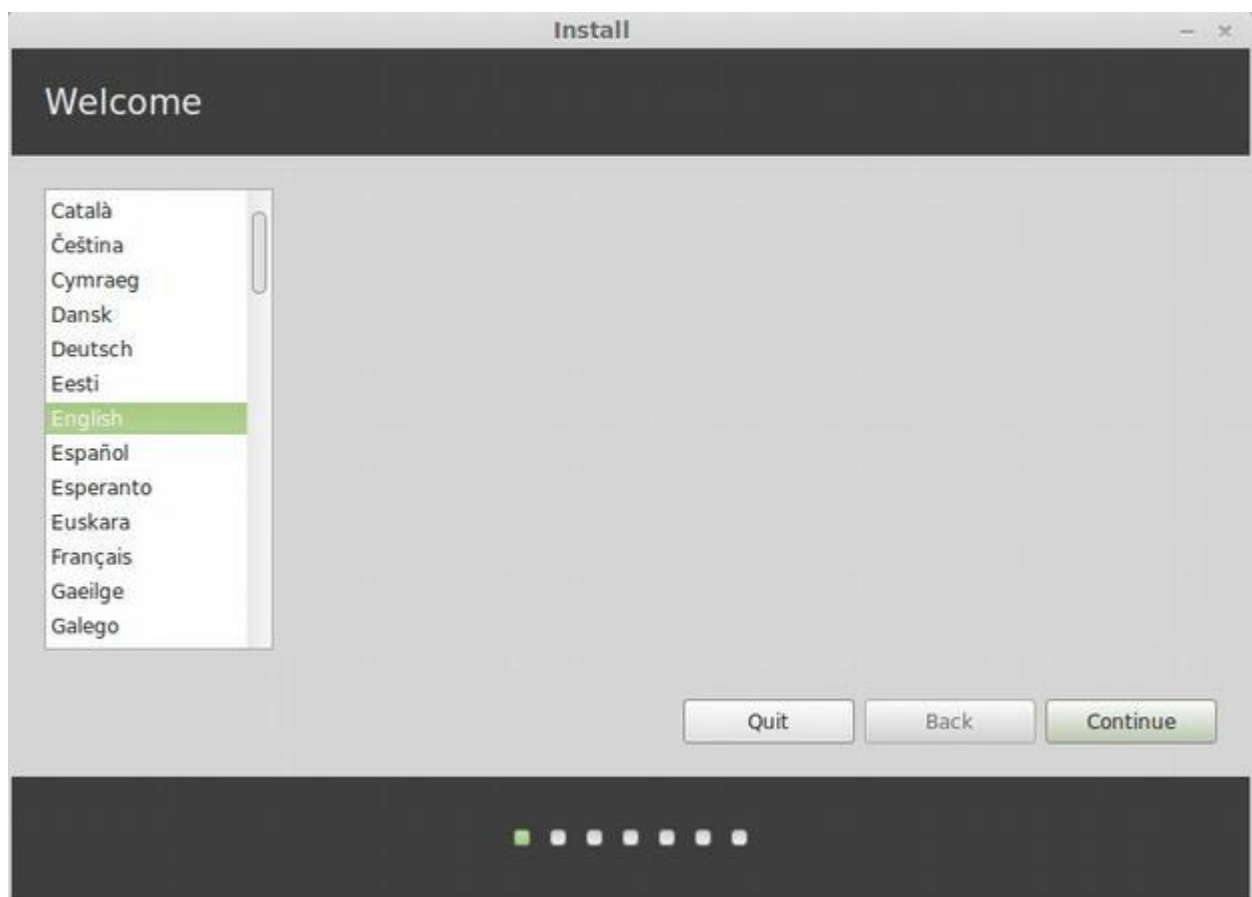 Install
Welcome
Català
Čeština
Cymraeg
Dansk
Deutsch
Eesti
English
Español
Esperanto
Euskara
Français
Gaeilge
Galego
Quit Back Continue